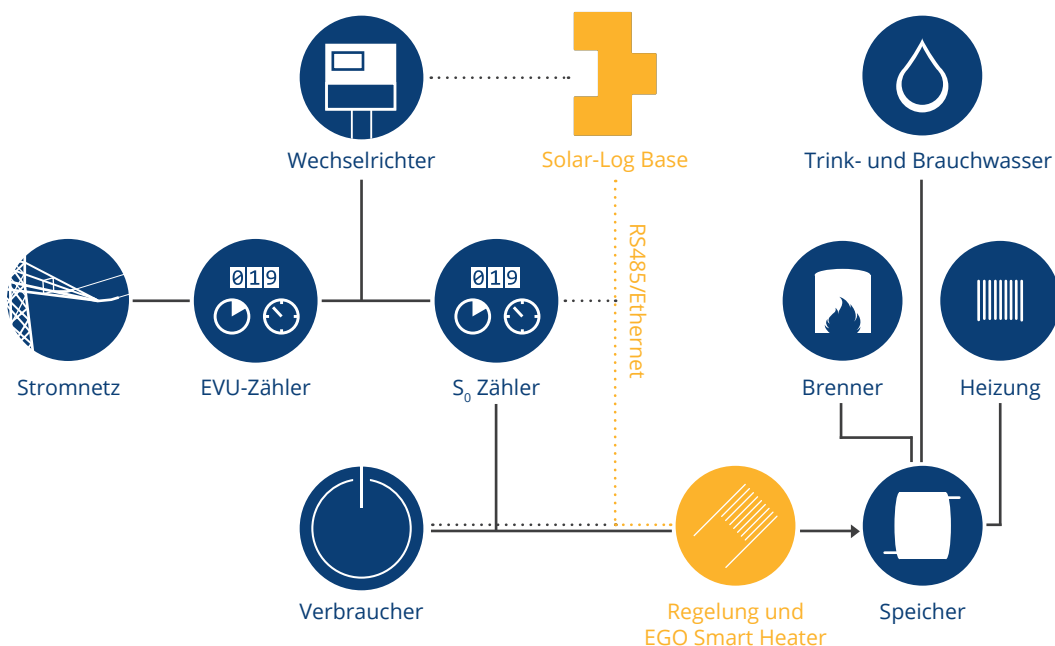 Wechselrichter
Solar-Log Base
Trink- und Brauchwasser
RS485/Ethernet
019
019
Stromnetz
EVU-Zähler
S₀ Zähler
Brenner
Heizung
Verbraucher
Regelung und
EGO Smart Heater
Speicher